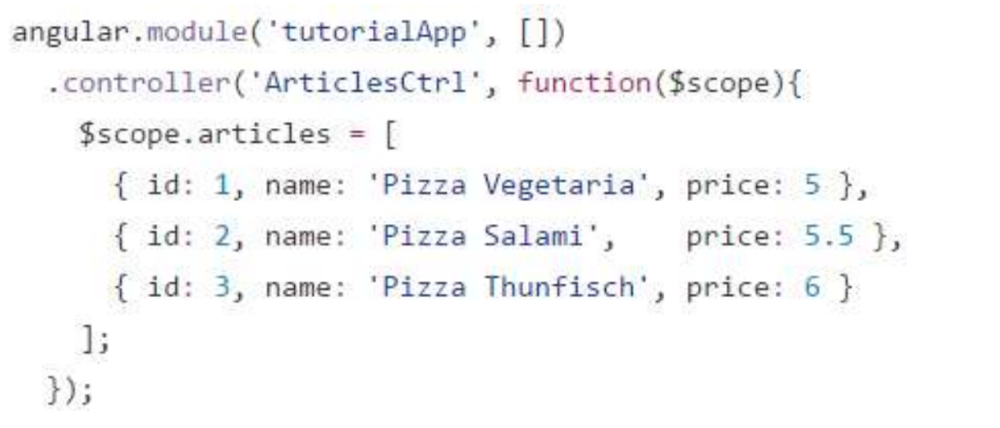 angular.module('tutorialApp', [])
  .controller('ArticlesCtrl', function($scope){
    $scope.articles = [
      { id: 1, name: 'Pizza Vegetaria', price: 5 },
      { id: 2, name: 'Pizza Salami',    price: 5.5 },
      { id: 3, name: 'Pizza Thunfisch', price: 6 }
    ];
  });